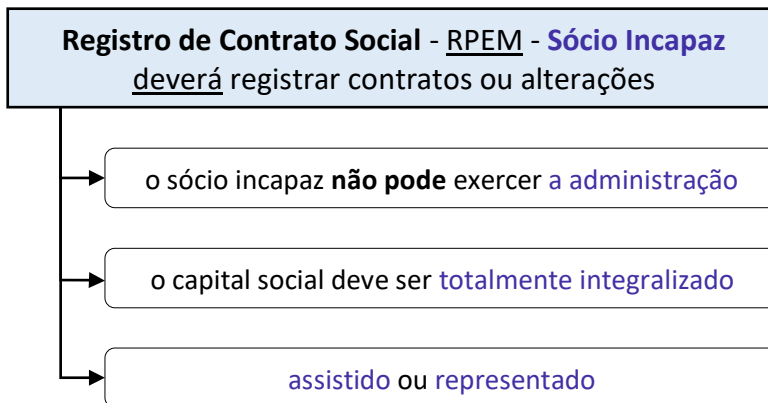 Registro de Contrato Social - RPEM - Sócio Incapaz
deverá registrar contratos ou alterações
o sócio incapaz não pode exercer a administração
o capital social deve ser totalmente integralizado
assistido ou representado